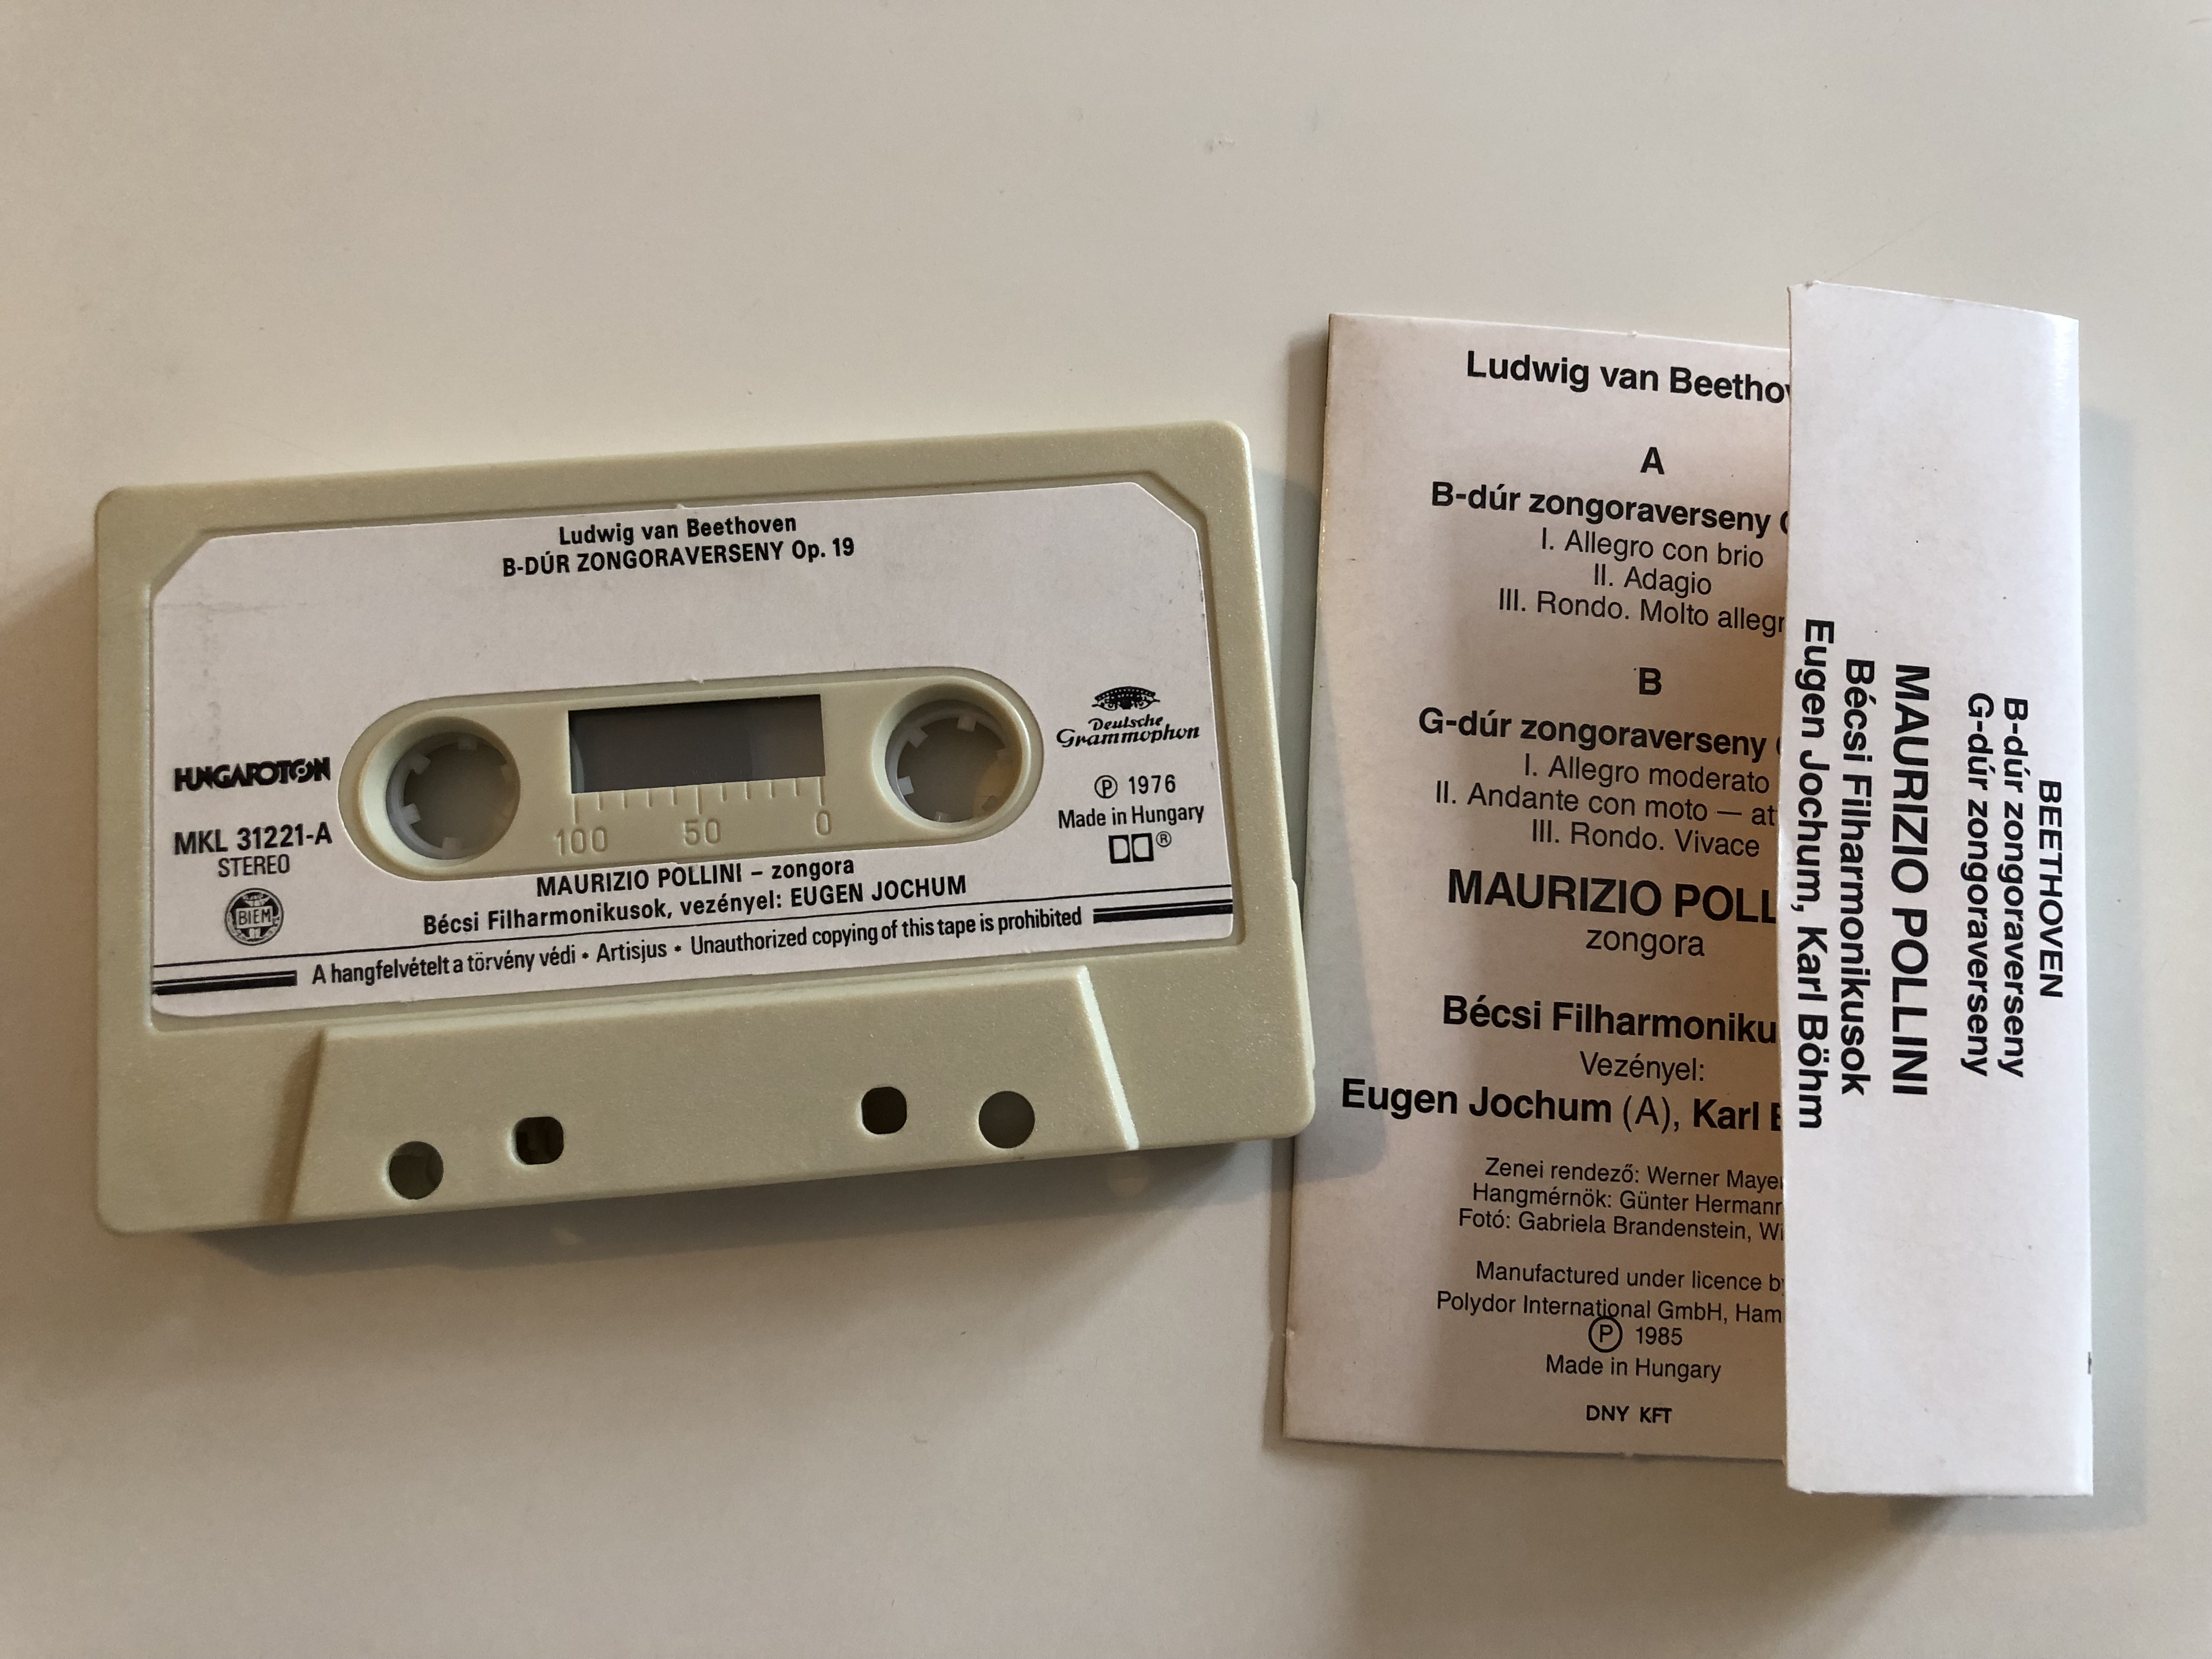 Ludwig van Beethoven
B-DÚR ZONGORAVERSENY Op. 19
HUNGAROTON
MKL 31221-A
STEREO
BIEM
100 50 0
Deutsche
Grammophon
Ⓟ 1976
Made in Hungary
MAURIZIO POLLINI – zongora
Bécsi Filharmonikusok, vezényel: EUGEN JOCHUM
A hangfelvételt a törvény védi • Artisjus • Unauthorized copying of this tape is prohibited
Ludwig van Beethov
A
B-dúr zongoraverseny
I. Allegro con brio
II. Adagio
III. Rondo. Molto allegr
B
G-dúr zongoraverseny
I. Allegro moderato
II. Andante con moto — at
III. Rondo. Vivace
MAURIZIO POLL
zongora
Bécsi Filharmoniku
Vezényel:
Eugen Jochum (A), Karl
Zenei rendező: Werner Maye
Hangmérnök: Günter Hermann
Fotó: Gabriela Brandenstein, Wi
Manufactured under licence b
Polydor International GmbH, Ham
Ⓟ 1985
Made in Hungary
DNY KFT
BEETHOVEN
B-dúr zongoraverseny
G-dúr zongoraverseny
MAURIZIO POLLINI
Bécsi Filharmonikusok
Eugen Jochum, Karl Böhm